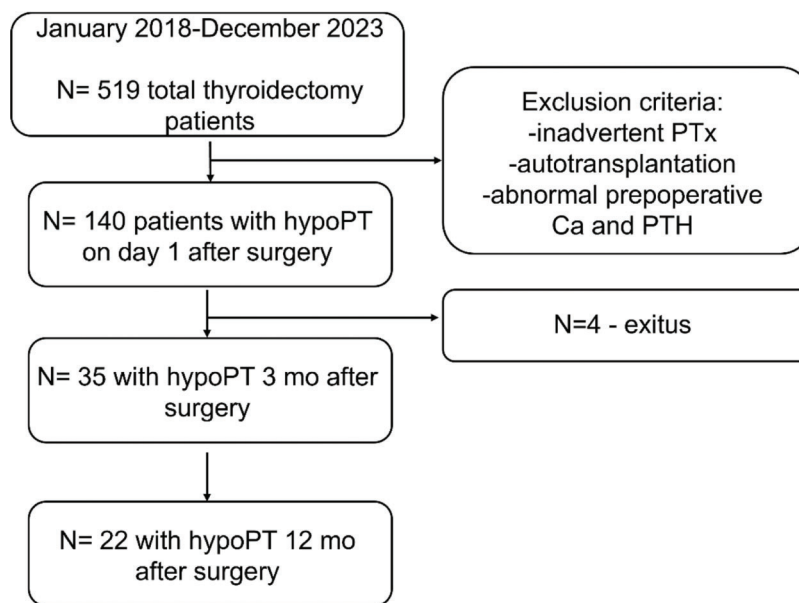 January 2018-December 2023
N= 519 total thyroidectomy
patients
Exclusion criteria:
-inadvertent PTx
-autotransplantation
-abnormal prepoperative
Ca and PTH
N= 140 patients with hypoPT
on day 1 after surgery
N=4 - exitus
N= 35 with hypoPT 3 mo after
surgery
N= 22 with hypoPT 12 mo
after surgery